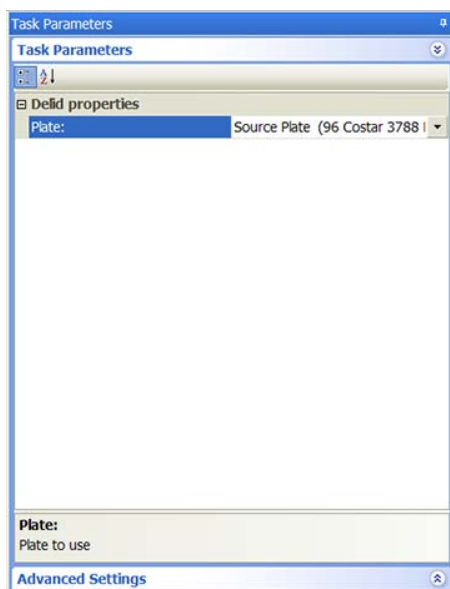 Task Parameters
Task Parameters
Delid properties
Plate: Source Plate (96 Costar 3788
Plate:
Plate to use
Advanced Settings